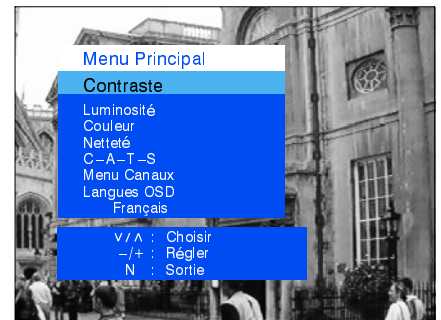 Menu Principal
Contraste
Luminosité
Couleur
Netteté
C-A-T-S
Menu Canaux
Langues OSD
Français
∨/∧ : Choisir
-/+ : Régler
N : Sortie